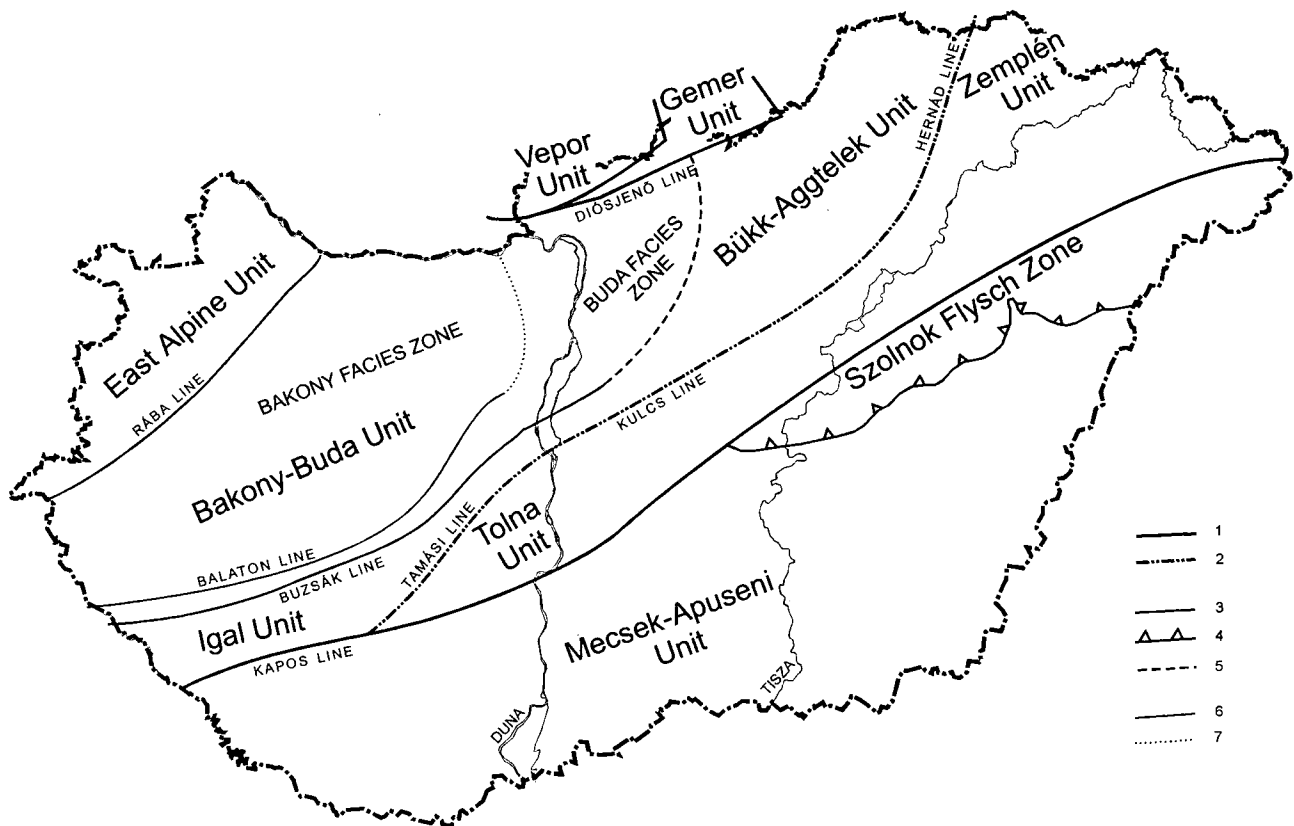 Vepor
Unit
Gemer
Unit
HERNÁD LINE
Zemplén
Unit
DIÓSJENŐ LINE
Bükk-Aggtelek Unit
BUDA FACIES
ZONE
East Alpine Unit
RÁBA LINE
BAKONY FACIES ZONE
Bakony-Buda Unit
Szolnok Flysch Zone
KULCS LINE
BALATON LINE
BUZSÁK LINE
TAMÁSI LINE
Tolna
Unit
Igal Unit
KAPOS LINE
Mecsek-Apuseni
Unit
DUNA
TISZA
1
2
3
4
5
6
7